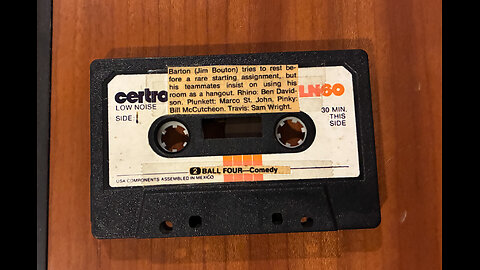 Barton (Jim Bouton) tries to rest be-
fore a rare starting assignment, but
his teammates insist on using his
room as a hangout. Rhino: Ben David-
son. Plunkett: Marco St. John, Pinky:
Bill McCutcheon. Travis: Sam Wright.
certro LN60
LOW NOISE
30 MIN.
THIS
SIDE
SIDE
2 BALL FOUR—Comedy
USA COMPONENTS ASSEMBLED IN MEXICO